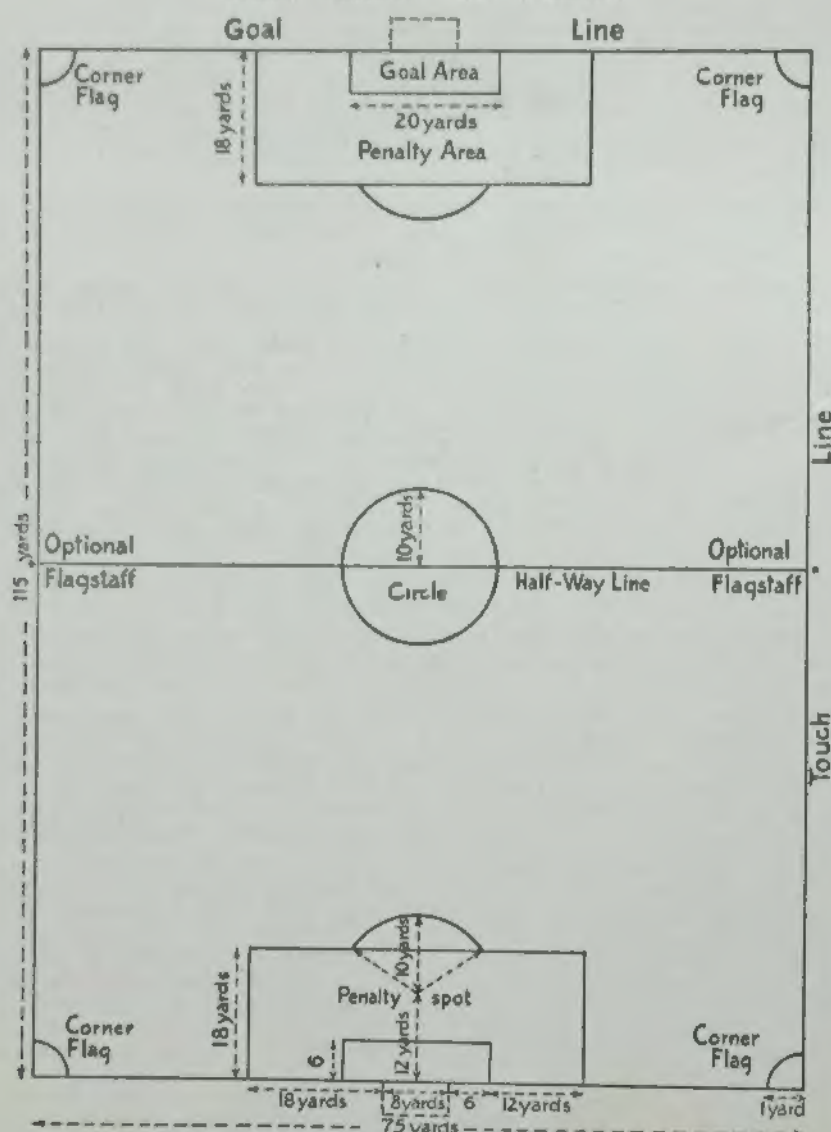 Goal Line
Corner
Flag
Goal Area
Corner
Flag
18 yards
20 yards
Penalty Area
Line
10 yards
115 yards
Optional
Flagstaff
Circle
Half-Way Line
Optional
Flagstaff
Touch
10 yards
18 yards
Penalty spot
12 yards
6
Corner
Flag
Corner
Flag
18 yards 8 yards 6 12 yards 1 yard
75 yards